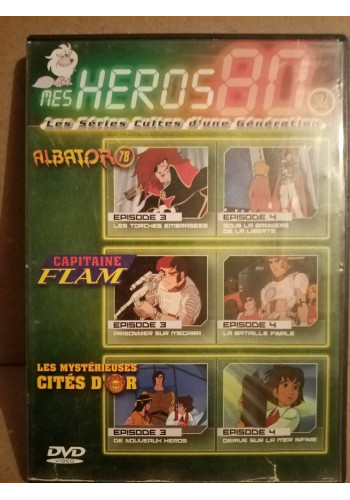 MES HEROS 80 2
Les Séries Cultes d'une Génération
ALBATOR 78
EPISODE 3
LES TORCHES EMBRASEES
EPISODE 4
SOUS LA BANNIERE
DE LA LIBERTE
CAPITAINE
FLAM
EPISODE 3
PRISONNIER SUR MEGARA
EPISODE 4
LA BATAILLE FINALE
LES MYSTÉRIEUSES
CITÉS D'OR
EPISODE 3
DE NOUVEAUX HEROS
EPISODE 4
DERIVE SUR LA MER INFINIE
DVD
VIDEO